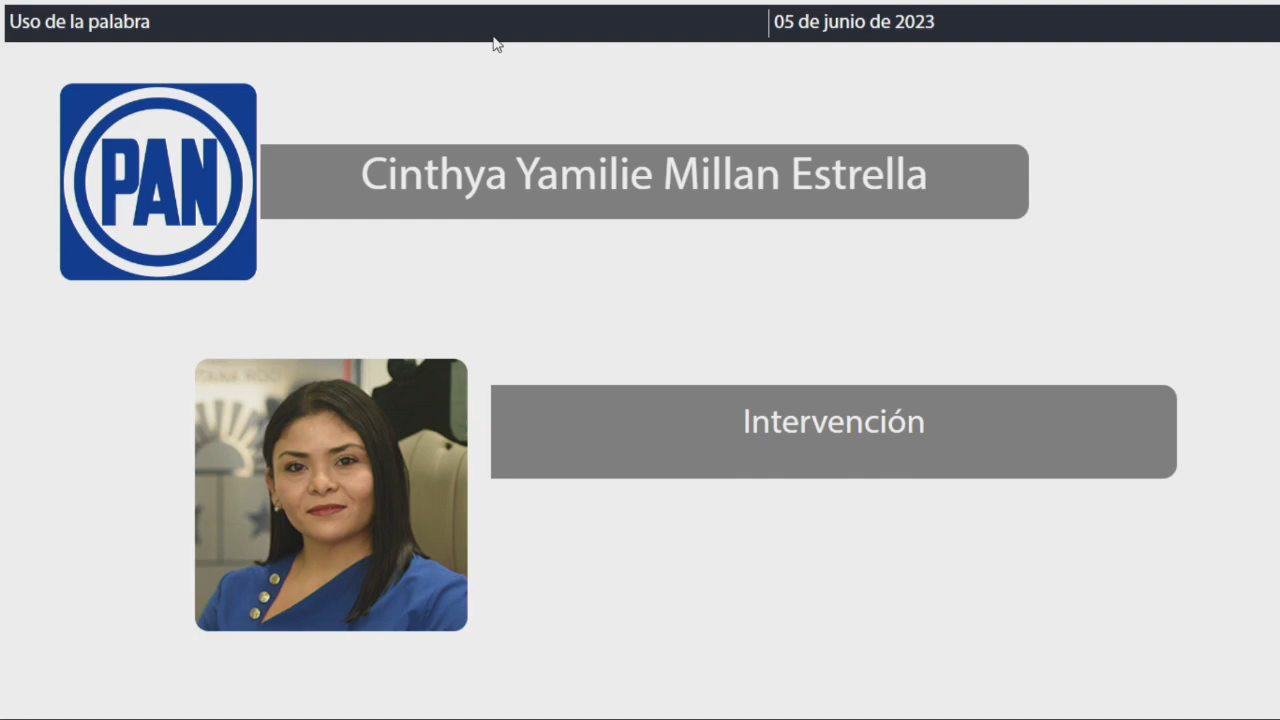 Uso de la palabra
05 de junio de 2023
PAN
Cinthya Yamilie Millan Estrella
Intervención